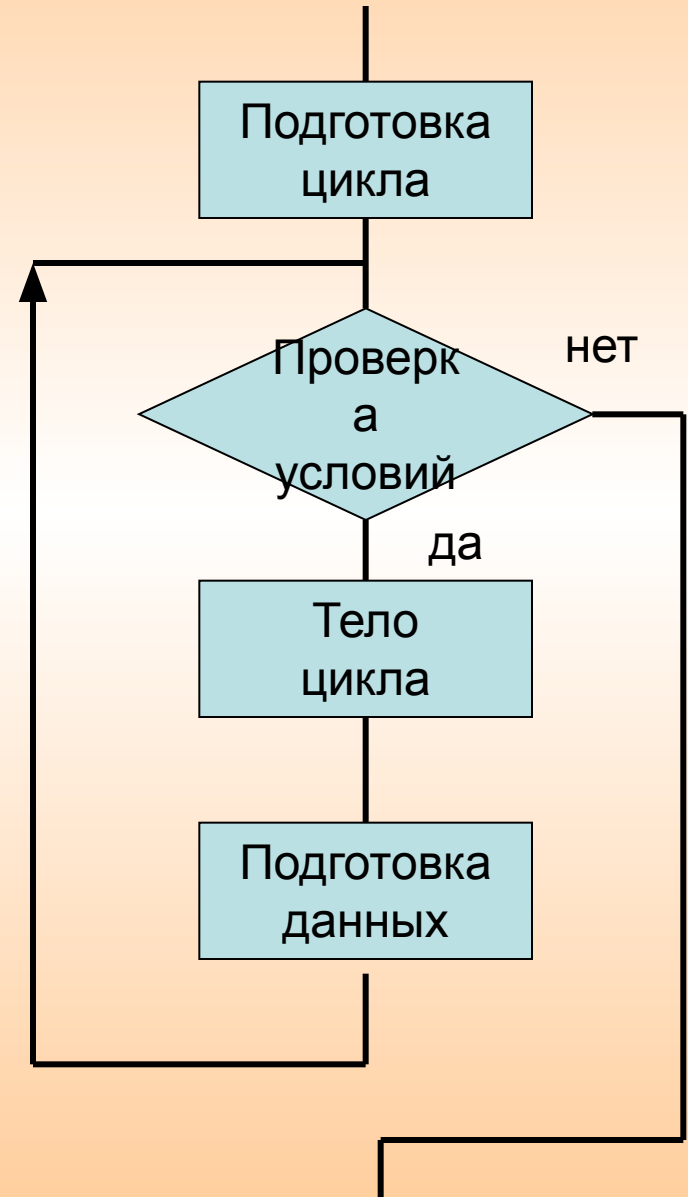 Подготовка
цикла
нет
Проверк
а
условий
да
Тело
цикла
Подготовка
данных